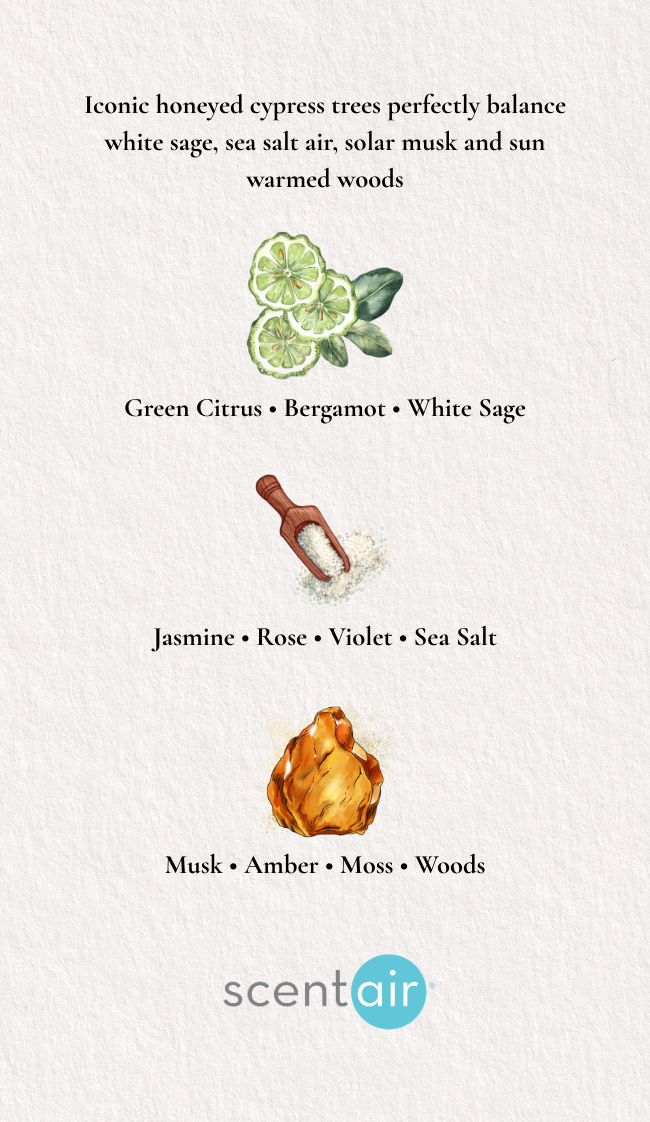 Iconic honeyed cypress trees perfectly balance
white sage, sea salt air, solar musk and sun
warmed woods
Green Citrus • Bergamot • White Sage
Jasmine • Rose • Violet • Sea Salt
Musk • Amber • Moss • Woods
scentair®